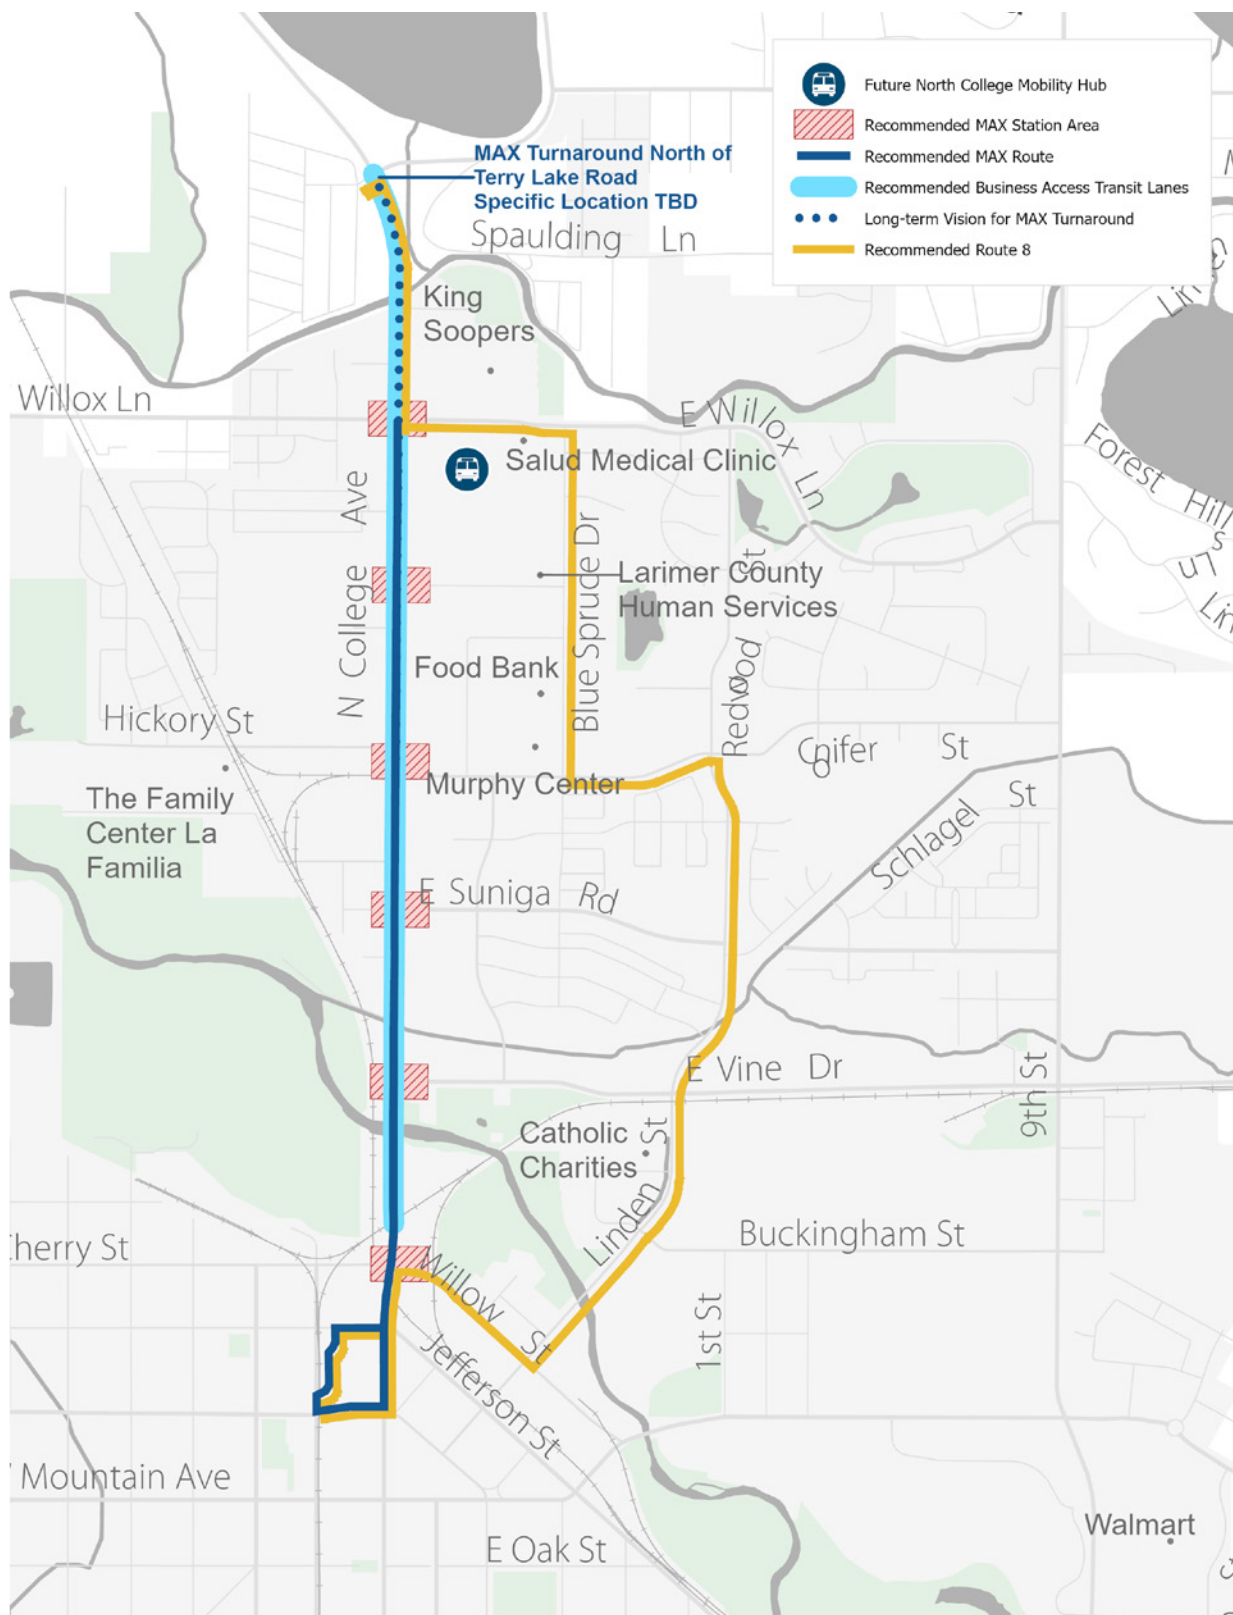 Future North College Mobility Hub
Recommended MAX Station Area
Recommended MAX Route
Recommended Business Access Transit Lanes
Long-term Vision for MAX Turnaround
Recommended Route 8
MAX Turnaround North of
Terry Lake Road
Specific Location TBD
Spaulding Ln
King
Soopers
Willox Ln
E Willox Ln
Salud Medical Clinic
Forest Hills Ln
N College Ave
Blue Spruce Dr
Redwood St
Larimer County
Human Services
Food Bank
Hickory St
Conifer St
Murphy Center
The Family
Center La
Familia
Schlagel St
E Suniga Rd
E Vine Dr
9th St
Catholic
Charities
Linden St
Buckingham St
Cherry St
Willow St
1st St
Jefferson St
Mountain Ave
E Oak St
Walmart